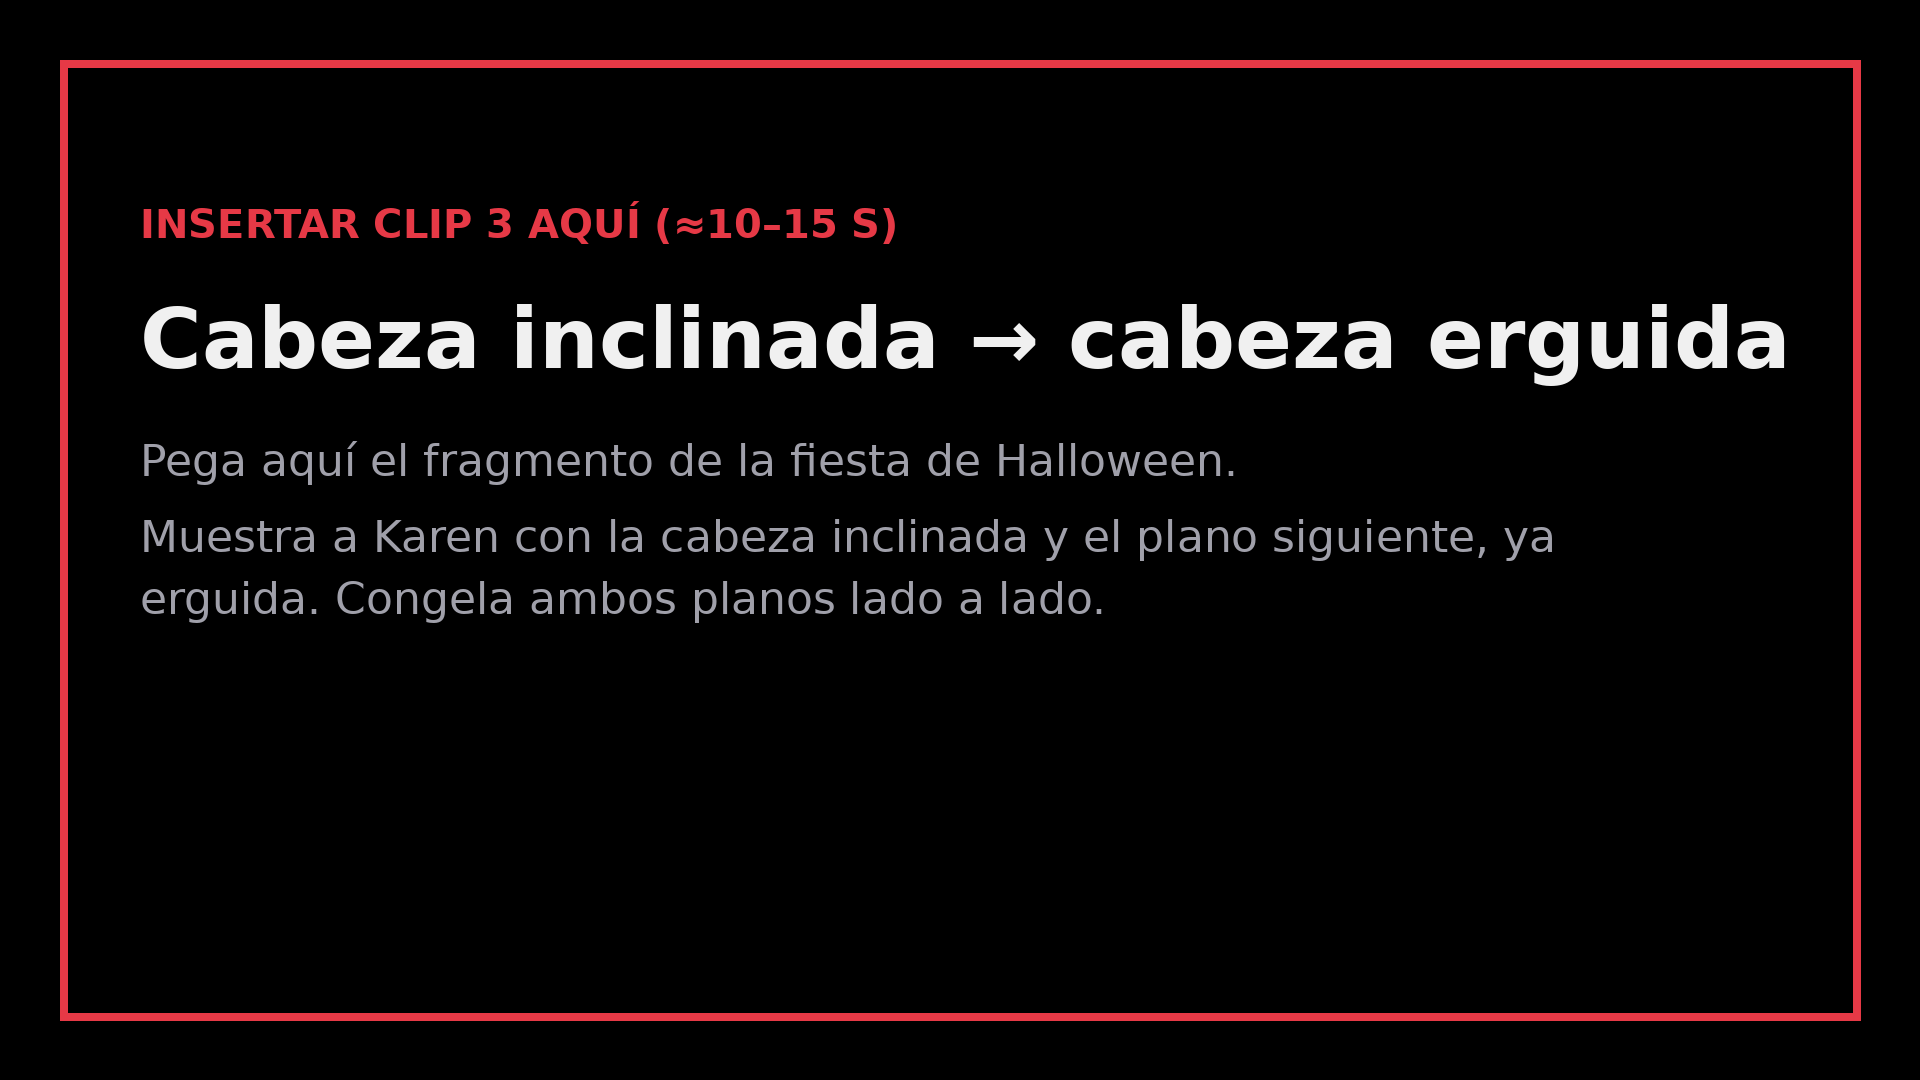 INSERTAR CLIP 3 AQUÍ (≈10–15 S)
Cabeza inclinada → cabeza erguida
Pega aquí el fragmento de la fiesta de Halloween.
Muestra a Karen con la cabeza inclinada y el plano siguiente, ya
erguida. Congela ambos planos lado a lado.